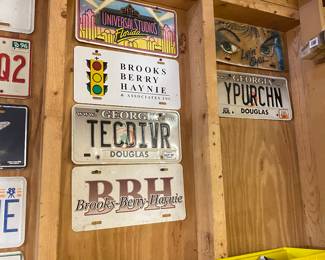 UNIVERSAL STUDIOS
Florida
96
Q2
BROOKS
BERRY
HAYNIE
& ASSOCIATES, INC.
GEORGIA
TECDIVR
DOUGLAS
BBH
Brooks-Berry-Haynie
E
GEORGIA
YPURCHN
DOUGLAS